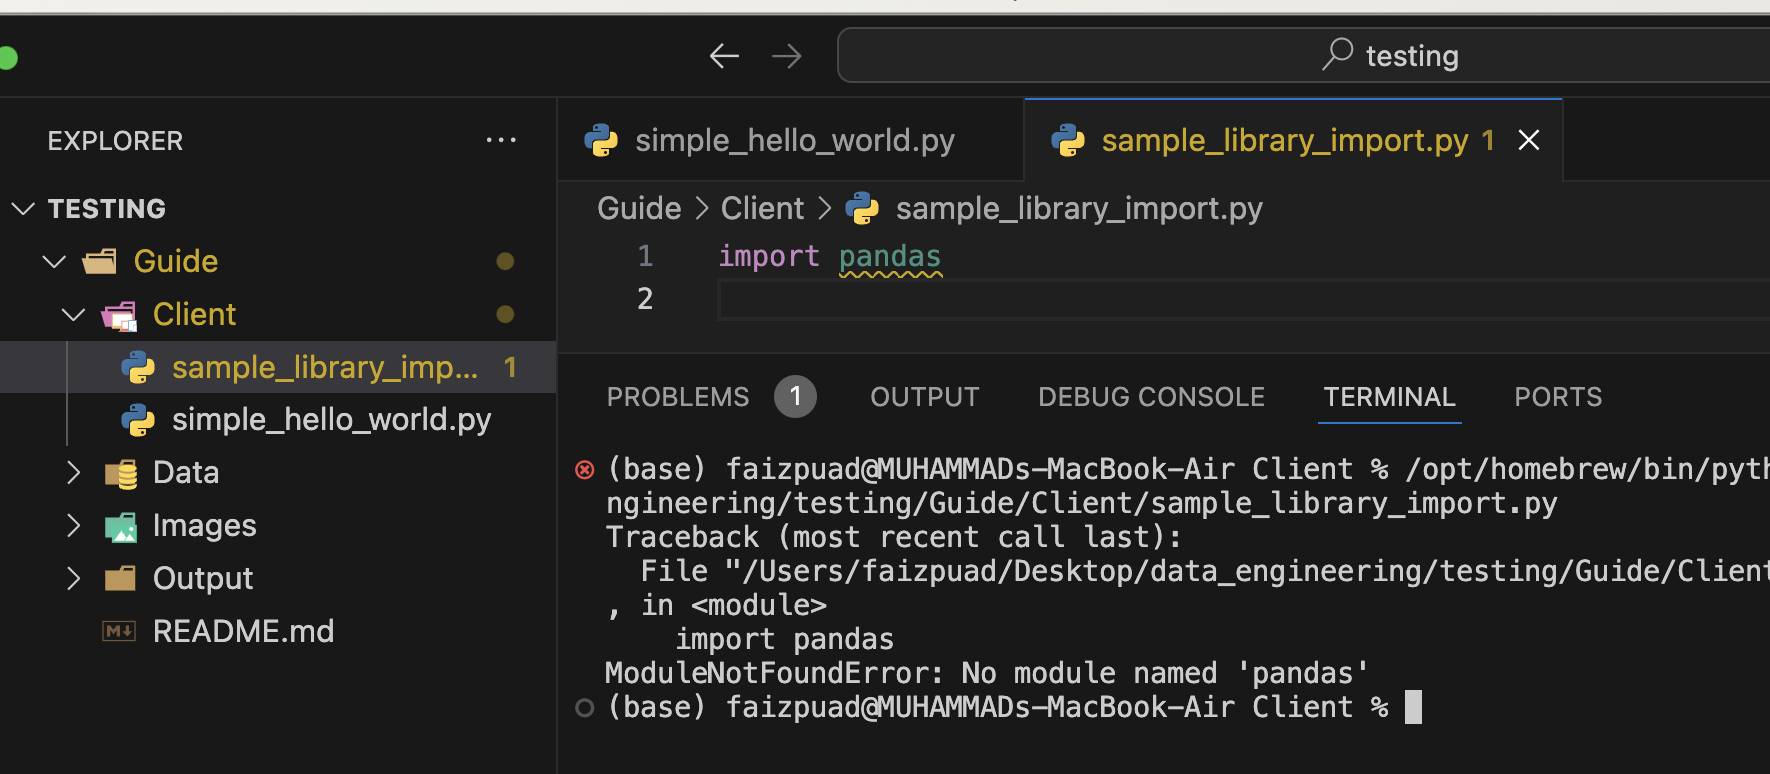 testing
EXPLORER ...
TESTING
Guide
Client
sample_library_imp... 1
simple_hello_world.py
Data
Images
Output
README.md
simple_hello_world.py
sample_library_import.py 1
Guide > Client > sample_library_import.py
1 import pandas
2
PROBLEMS 1 OUTPUT DEBUG CONSOLE TERMINAL PORTS
(base) faizpuad@MUHAMMADs-MacBook-Air Client % /opt/homebrew/bin/pyth
ngineering/testing/Guide/Client/sample_library_import.py
Traceback (most recent call last):
File "/Users/faizpuad/Desktop/data_engineering/testing/Guide/Client
, in <module>
import pandas
ModuleNotFoundError: No module named 'pandas'
(base) faizpuad@MUHAMMADs-MacBook-Air Client %